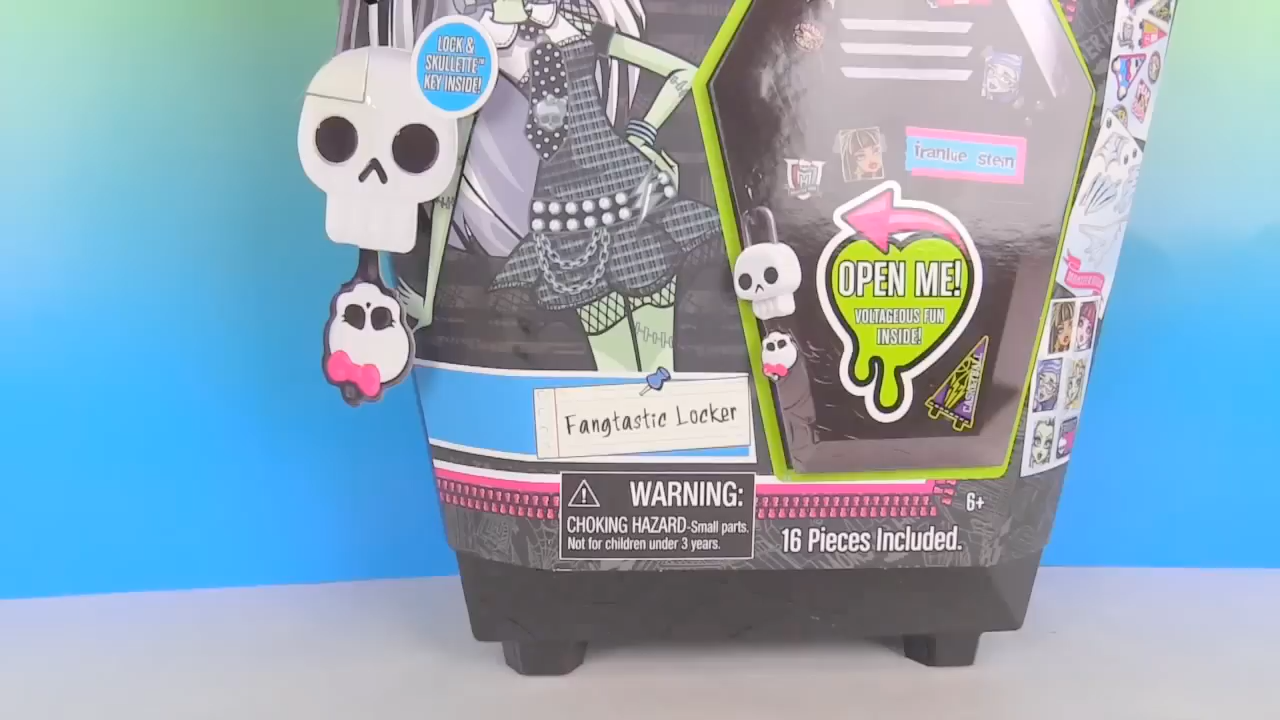 LOCK &
SKULLETTE™
KEY INSIDE!
frankie stein
OPEN ME!
VOLTAGEOUS FUN
INSIDE!
CASKETBALL
Fangtastic Locker
WARNING:
CHOKING HAZARD-Small parts.
Not for children under 3 years.
6+
16 Pieces Included.